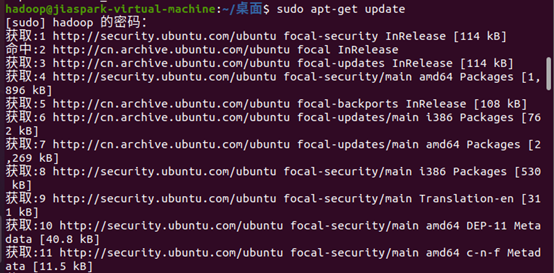 hadoop@jiaspark-virtual-machine:~/桌面$ sudo apt-get update
[sudo] hadoop 的密码：
获取:1 http://security.ubuntu.com/ubuntu focal-security InRelease [114 kB]
命中:2 http://cn.archive.ubuntu.com/ubuntu focal InRelease
获取:3 http://cn.archive.ubuntu.com/ubuntu focal-updates InRelease [114 kB]
获取:4 http://security.ubuntu.com/ubuntu focal-security/main amd64 Packages [1,
896 kB]
获取:5 http://cn.archive.ubuntu.com/ubuntu focal-backports InRelease [108 kB]
获取:6 http://cn.archive.ubuntu.com/ubuntu focal-updates/main i386 Packages [76
2 kB]
获取:7 http://cn.archive.ubuntu.com/ubuntu focal-updates/main amd64 Packages [2
,269 kB]
获取:8 http://security.ubuntu.com/ubuntu focal-security/main i386 Packages [530
 kB]
获取:9 http://security.ubuntu.com/ubuntu focal-security/main Translation-en [31
1 kB]
获取:10 http://security.ubuntu.com/ubuntu focal-security/main amd64 DEP-11 Meta
data [40.8 kB]
获取:11 http://security.ubuntu.com/ubuntu focal-security/main amd64 c-n-f Metad
ata [11.5 kB]